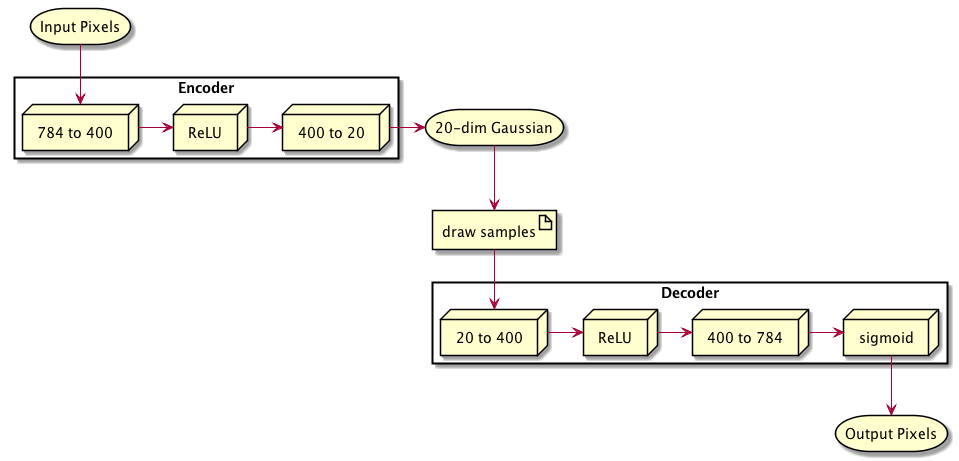 Input Pixels
Encoder
784 to 400
ReLU
400 to 20
20-dim Gaussian
draw samples
Decoder
20 to 400
ReLU
400 to 784
sigmoid
Output Pixels